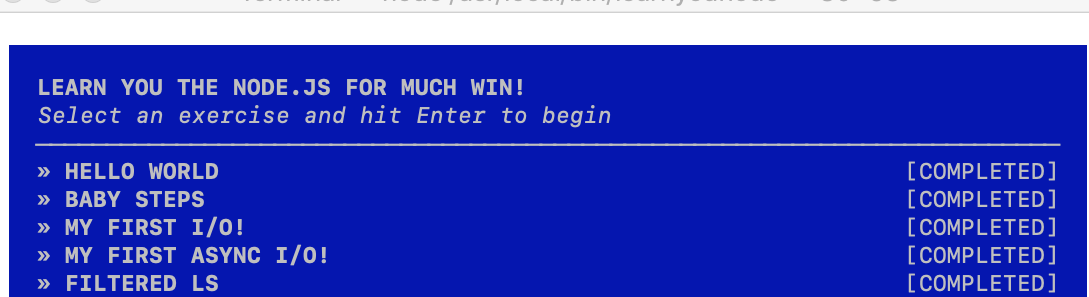 LEARN YOU THE NODE.JS FOR MUCH WIN!
Select an exercise and hit Enter to begin
» HELLO WORLD [COMPLETED]
» BABY STEPS [COMPLETED]
» MY FIRST I/O! [COMPLETED]
» MY FIRST ASYNC I/O! [COMPLETED]
» FILTERED LS [COMPLETED]